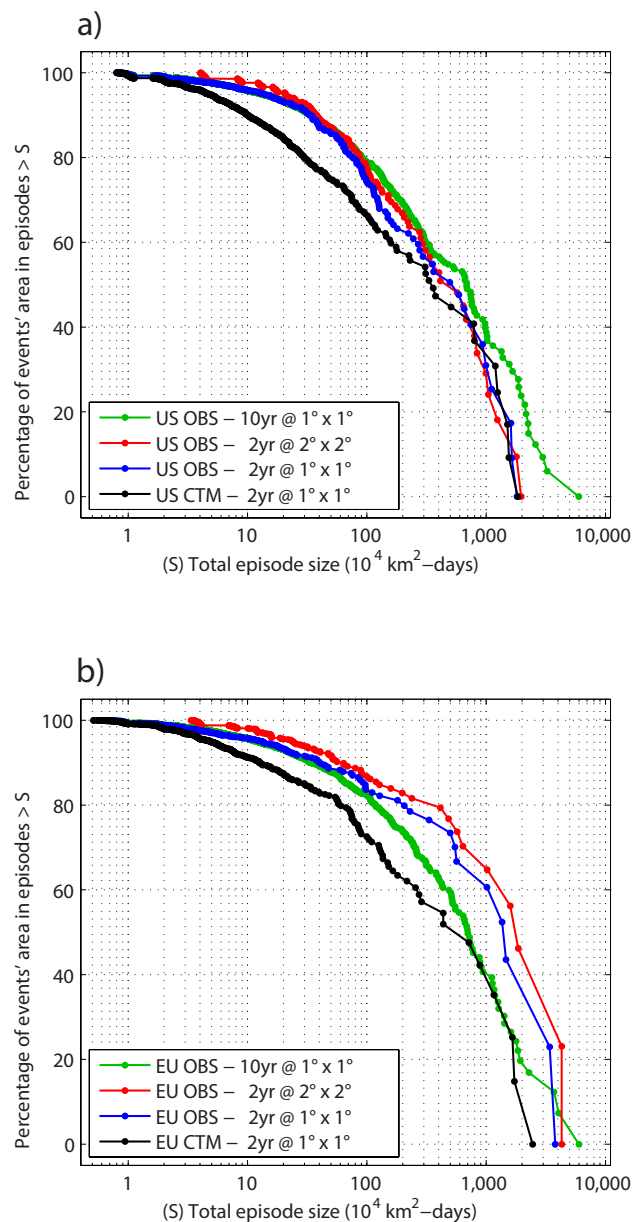 a)
Percentage of events' area in episodes > S
100
80
60
40
20
0
US OBS – 10yr @ 1° x 1°
US OBS – 2yr @ 2° x 2°
US OBS – 2yr @ 1° x 1°
US CTM – 2yr @ 1° x 1°
1 10 100 1,000 10,000
(S) Total episode size (10⁴ km²–days)
b)
Percentage of events' area in episodes > S
100
80
60
40
20
0
EU OBS – 10yr @ 1° x 1°
EU OBS – 2yr @ 2° x 2°
EU OBS – 2yr @ 1° x 1°
EU CTM – 2yr @ 1° x 1°
1 10 100 1,000 10,000
(S) Total episode size (10⁴ km²–days)